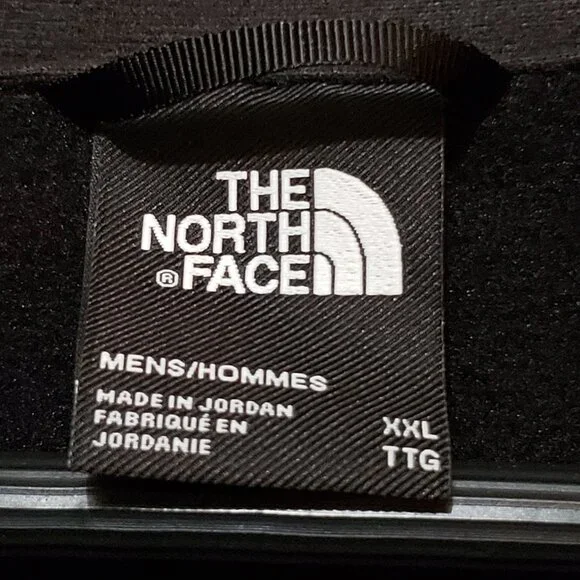 THE
NORTH
® FACE
MENS/HOMMES
MADE IN JORDAN
FABRIQUÉ EN
JORDANIE
XXL
TTG